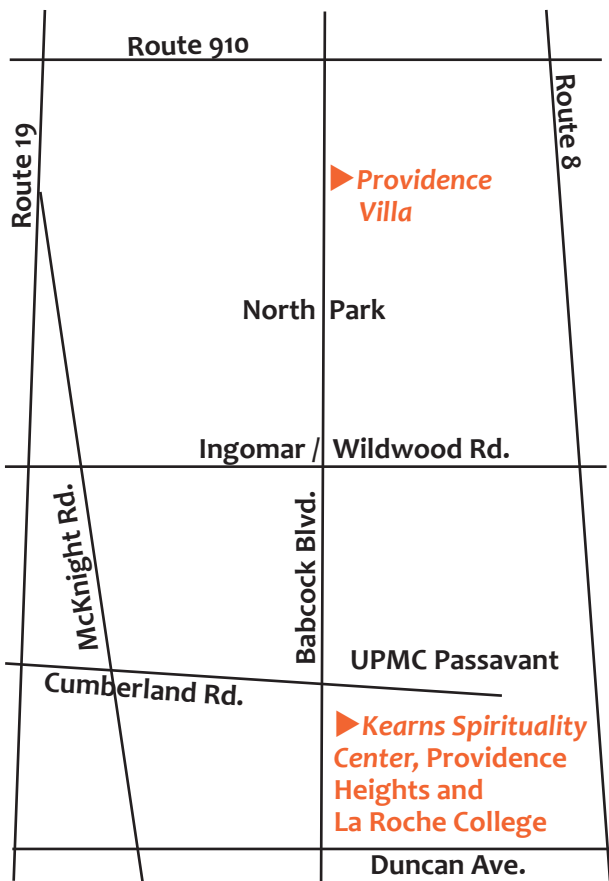 Route 910
Route 19
Route 8
Providence
Villa
North Park
Ingomar / Wildwood Rd.
McKnight Rd.
Babcock Blvd.
UPMC Passavant
Cumberland Rd.
Kearns Spirituality
Center, Providence
Heights and
La Roche College
Duncan Ave.